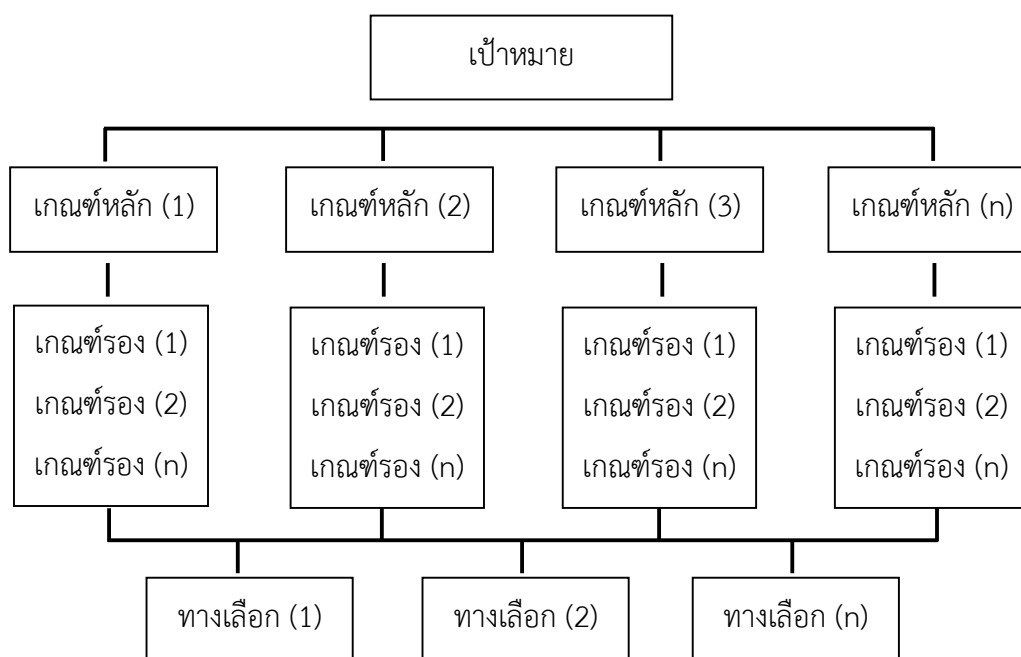 เป้าหมาย
เกณฑ์หลัก (1)
เกณฑ์หลัก (2)
เกณฑ์หลัก (3)
เกณฑ์หลัก (n)
เกณฑ์รอง (1)
เกณฑ์รอง (2)
เกณฑ์รอง (n)
เกณฑ์รอง (1)
เกณฑ์รอง (2)
เกณฑ์รอง (n)
เกณฑ์รอง (1)
เกณฑ์รอง (2)
เกณฑ์รอง (n)
เกณฑ์รอง (1)
เกณฑ์รอง (2)
เกณฑ์รอง (n)
ทางเลือก (1)
ทางเลือก (2)
ทางเลือก (n)